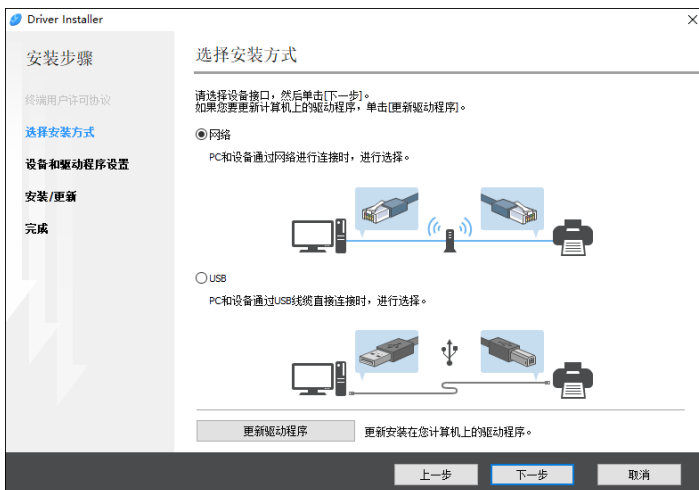 Driver Installer
安装步骤
终端用户许可协议
选择安装方式
设备和驱动程序设置
安装/更新
完成
选择安装方式
请选择设备接口，然后单击[下一步]。
如果您要更新计算机上的驱动程序，单击[更新驱动程序]。
网络
PC和设备通过网络进行连接时，进行选择。
USB
PC和设备通过USB线缆直接连接时，进行选择。
更新驱动程序
更新安装在您计算机上的驱动程序。
上一步
下一步
取消